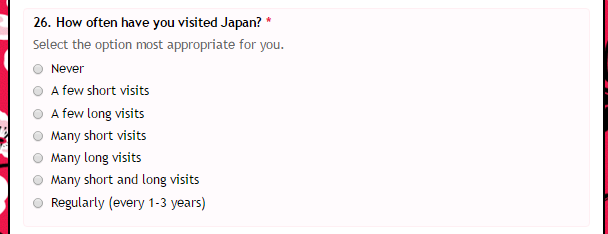 26. How often have you visited Japan? *
Select the option most appropriate for you.
Never
A few short visits
A few long visits
Many short visits
Many long visits
Many short and long visits
Regularly (every 1-3 years)